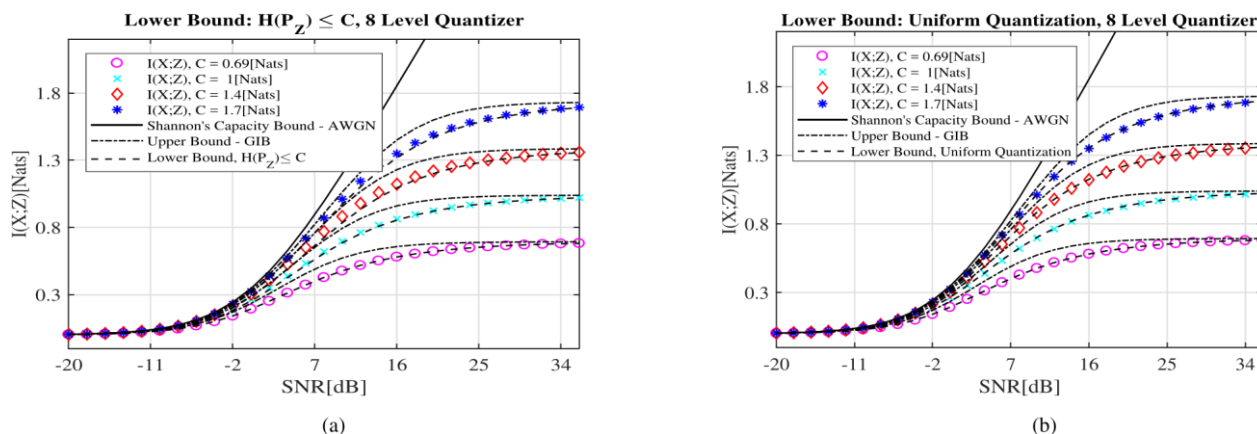 Lower Bound: H(P_Z) ≤ C, 8 Level Quantizer
I(X;Z), C = 0.69[Nats]
I(X;Z), C = 1[Nats]
I(X;Z), C = 1.4[Nats]
I(X;Z), C = 1.7[Nats]
Shannon's Capacity Bound - AWGN
Upper Bound - GIB
Lower Bound, H(P_Z) ≤ C
I(X;Z)[Nats]
1.8
1.3
0.8
0.3
-20 -11 -2 7 16 25 34
SNR[dB]
(a)
Lower Bound: Uniform Quantization, 8 Level Quantizer
I(X;Z), C = 0.69[Nats]
I(X;Z), C = 1[Nats]
I(X;Z), C = 1.4[Nats]
I(X;Z), C = 1.7[Nats]
Shannon's Capacity Bound - AWGN
Upper Bound - GIB
Lower Bound, Uniform Quantization
I(X;Z)[Nats]
1.8
1.3
0.8
0.3
-20 -11 -2 7 16 25 34
SNR[dB]
(b)